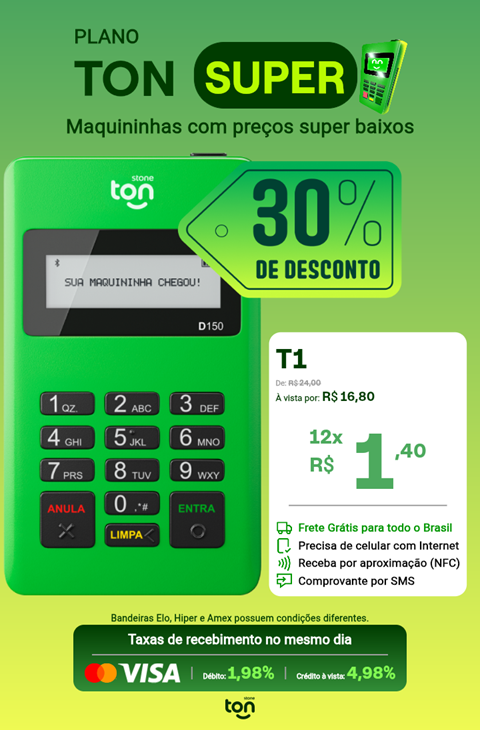 PLANO
TON SUPER
Maquininhas com preços super baixos
stone
ton
30%
DE DESCONTO
SUA MAQUININHA CHEGOU!
D150
T1
De: R$ 24,00
À vista por: R$ 16,80
12x
R$ 1,40
1 QZ. 2 ABC 3 DEF
4 GHI 5 JKL 6 MNO
7 PRS 8 TUV 9 WXY
ANULA 0 .*# ENTRA
LIMPA <
Frete Grátis para todo o Brasil
Precisa de celular com Internet
Receba por aproximação (NFC)
Comprovante por SMS
Bandeiras Elo, Hiper e Amex possuem condições diferentes.
Taxas de recebimento no mesmo dia
VISA | Débito: 1,98% | Crédito à vista: 4,98%
stone
ton